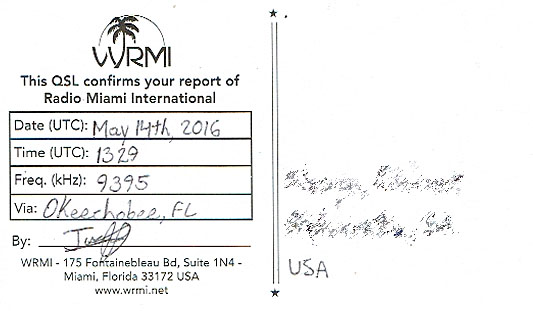 WRMI
This QSL confirms your report of
Radio Miami International
Date (UTC): May 14th, 2016
Time (UTC): 1329
Freq. (kHz): 9395
Via: Okeechobee, FL
By:
WRMI - 175 Fontainebleau Bd, Suite 1N4 -
Miami, Florida 33172 USA
www.wrmi.net
USA